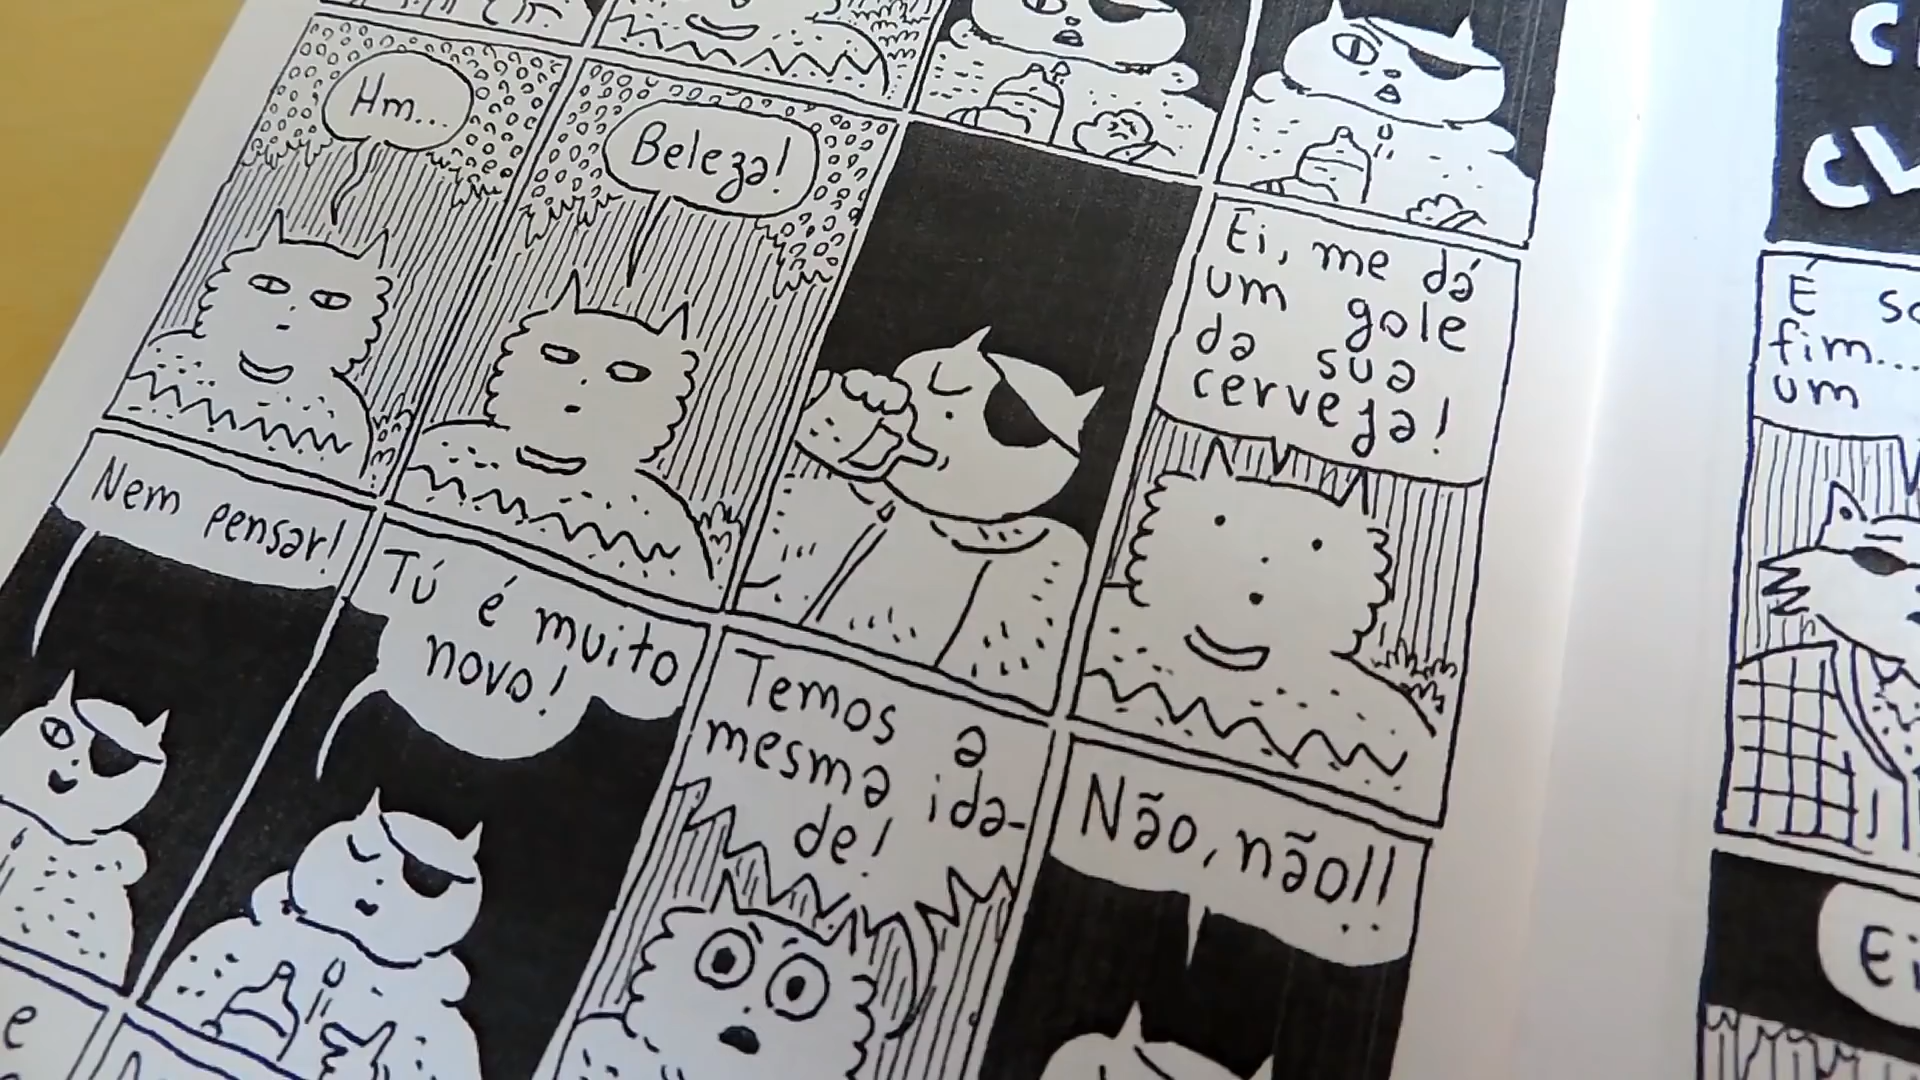 Hm...
Beleza!
Ei, me dá
um gole
da sua
cerveja!
Nem pensar!
Tú é muito
novo!
Temos a
mesma ida-
de!
Não, não!!
e
É
fim...
um
Ei